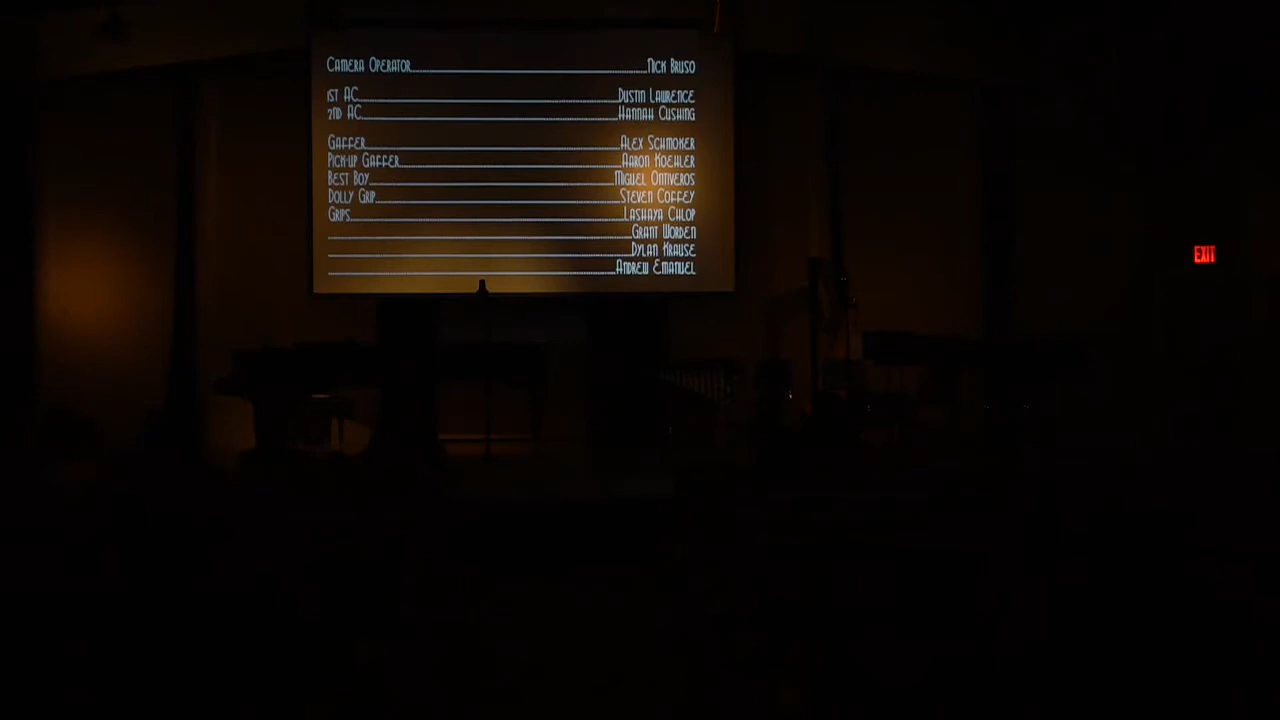 Camera Operator Nick Bruso
1st AC Dustin Lawrence
2nd AC Hannah Cushing
Gaffer Alex Schmoker
Pick-up Gaffer Aaron Koehler
Best Boy Miguel Ontiveros
Dolly Grip Steven Coffey
Grips Lashaya Chlop
Grant Worden
Dylan Krause
Andrew Emanuel
EXIT